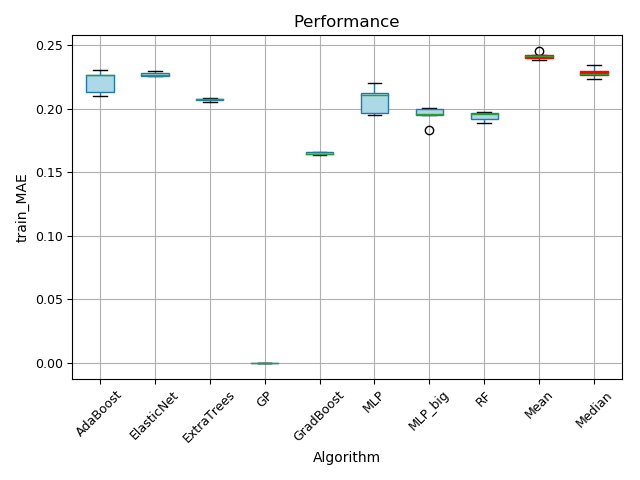 Performance
train_MAE
0.25
0.20
0.15
0.10
0.05
0.00
AdaBoost
ElasticNet
ExtraTrees
GP
GradBoost
MLP
MLP_big
RF
Mean
Median
Algorithm